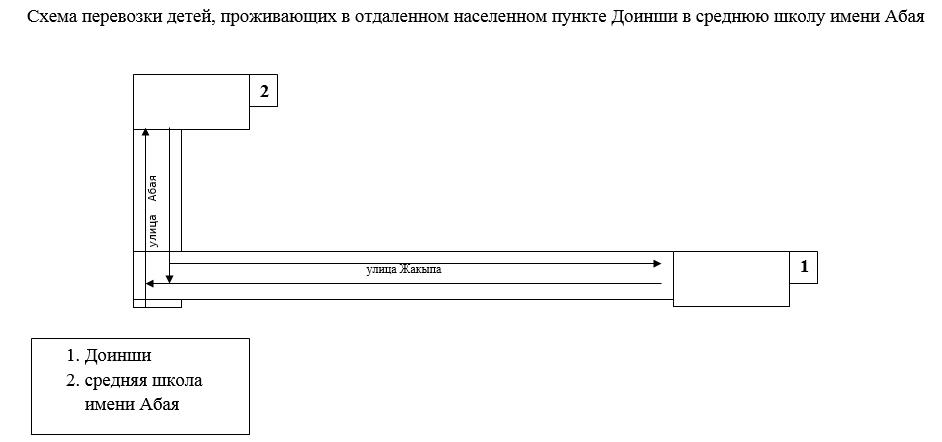 Схема перевозки детей, проживающих в отдаленном населенном пункте Доинши в среднюю школу имени Абая
2
улица Абая
улица Жакыпа
1
1. Доинши
2. средняя школа
имени Абая